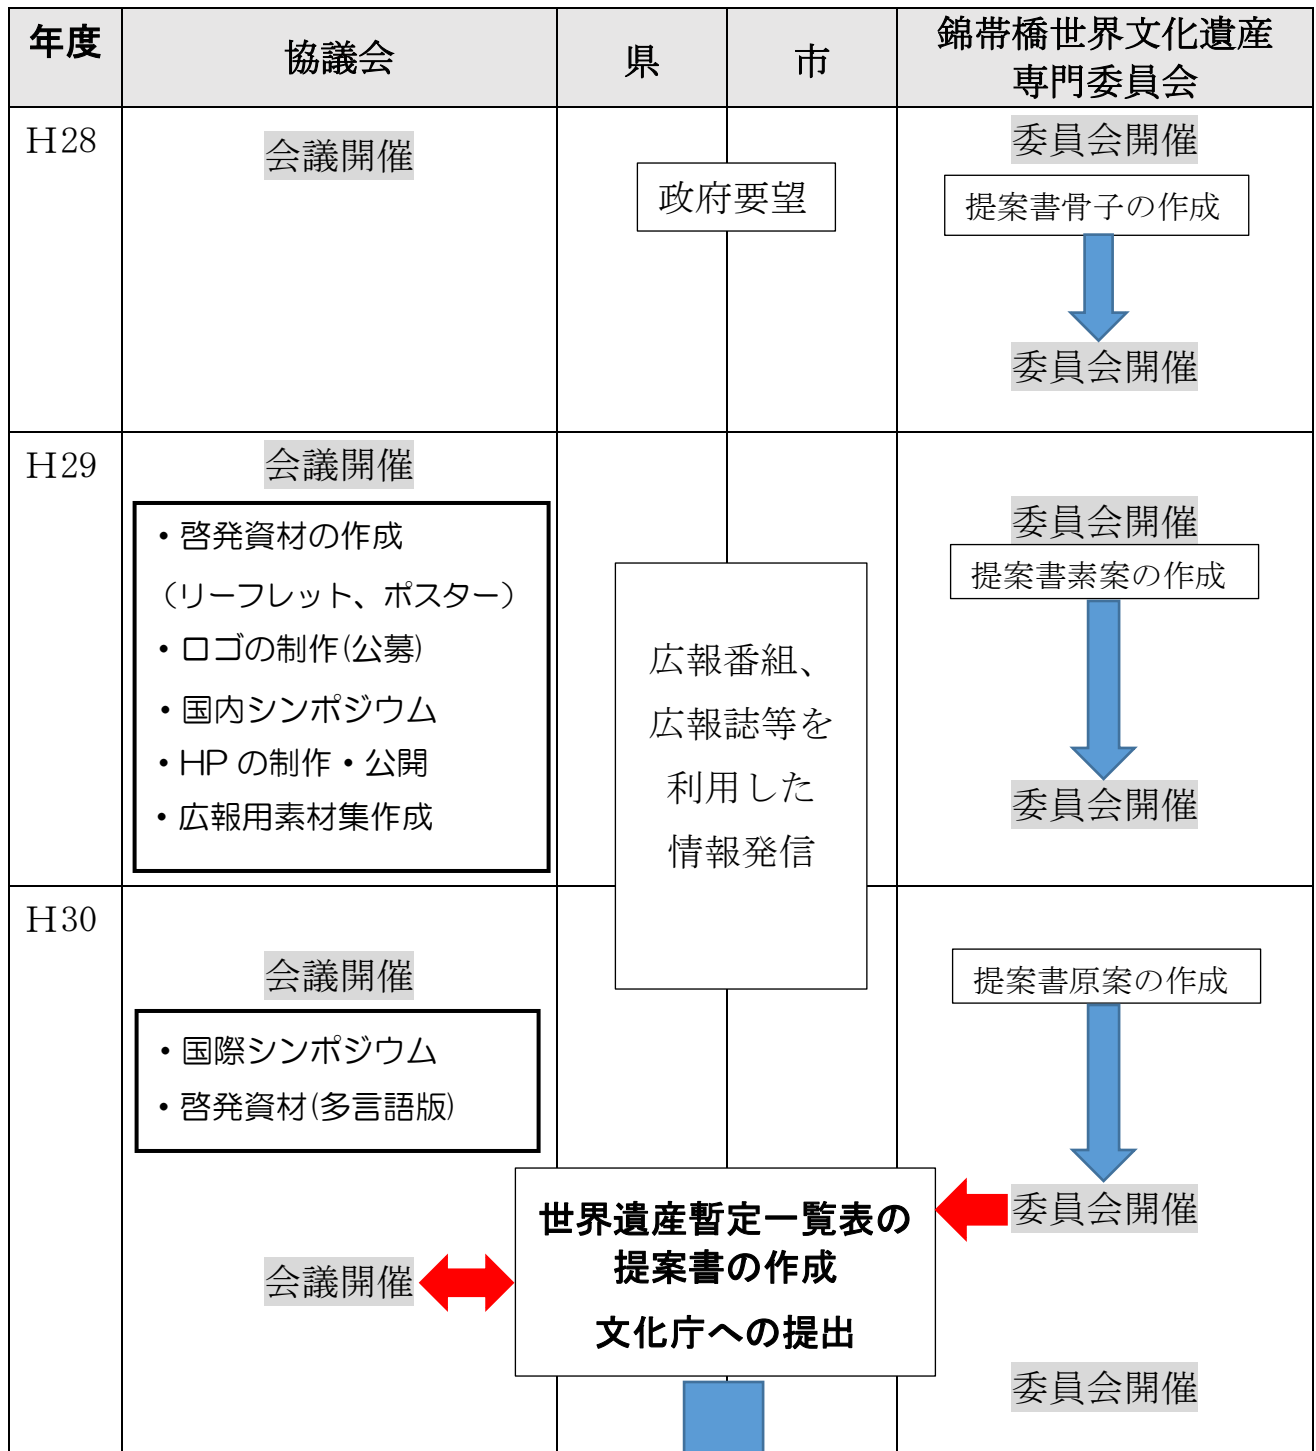 年度
協議会
県
市
錦帯橋世界文化遺産
専門委員会
H28
会議開催
政府要望
委員会開催
提案書骨子の作成
委員会開催
H29
会議開催
・啓発資材の作成
（リーフレット、ポスター）
・ロゴの制作(公募)
・国内シンポジウム
・HP の制作・公開
・広報用素材集作成
広報番組、
広報誌等を
利用した
情報発信
委員会開催
提案書素案の作成
委員会開催
H30
会議開催
・国際シンポジウム
・啓発資材(多言語版)
会議開催
世界遺産暫定一覧表の
提案書の作成
文化庁への提出
提案書原案の作成
委員会開催
委員会開催